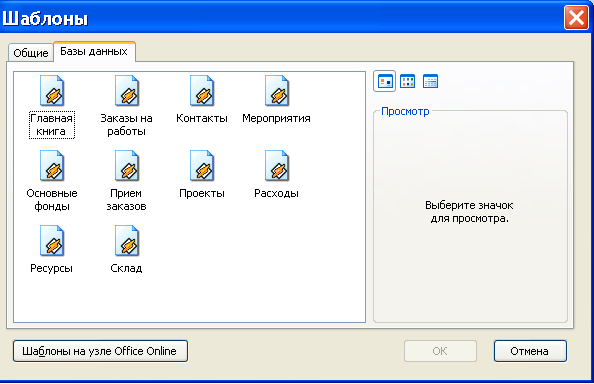 Шаблоны
Общие
Базы данных
Главная
книга
Заказы на
работы
Контакты
Мероприятия
Основные
фонды
Прием
заказов
Проекты
Расходы
Ресурсы
Склад
Просмотр
Выберите значок
для просмотра.
Шаблоны на узле Office Online
ОК
Отмена